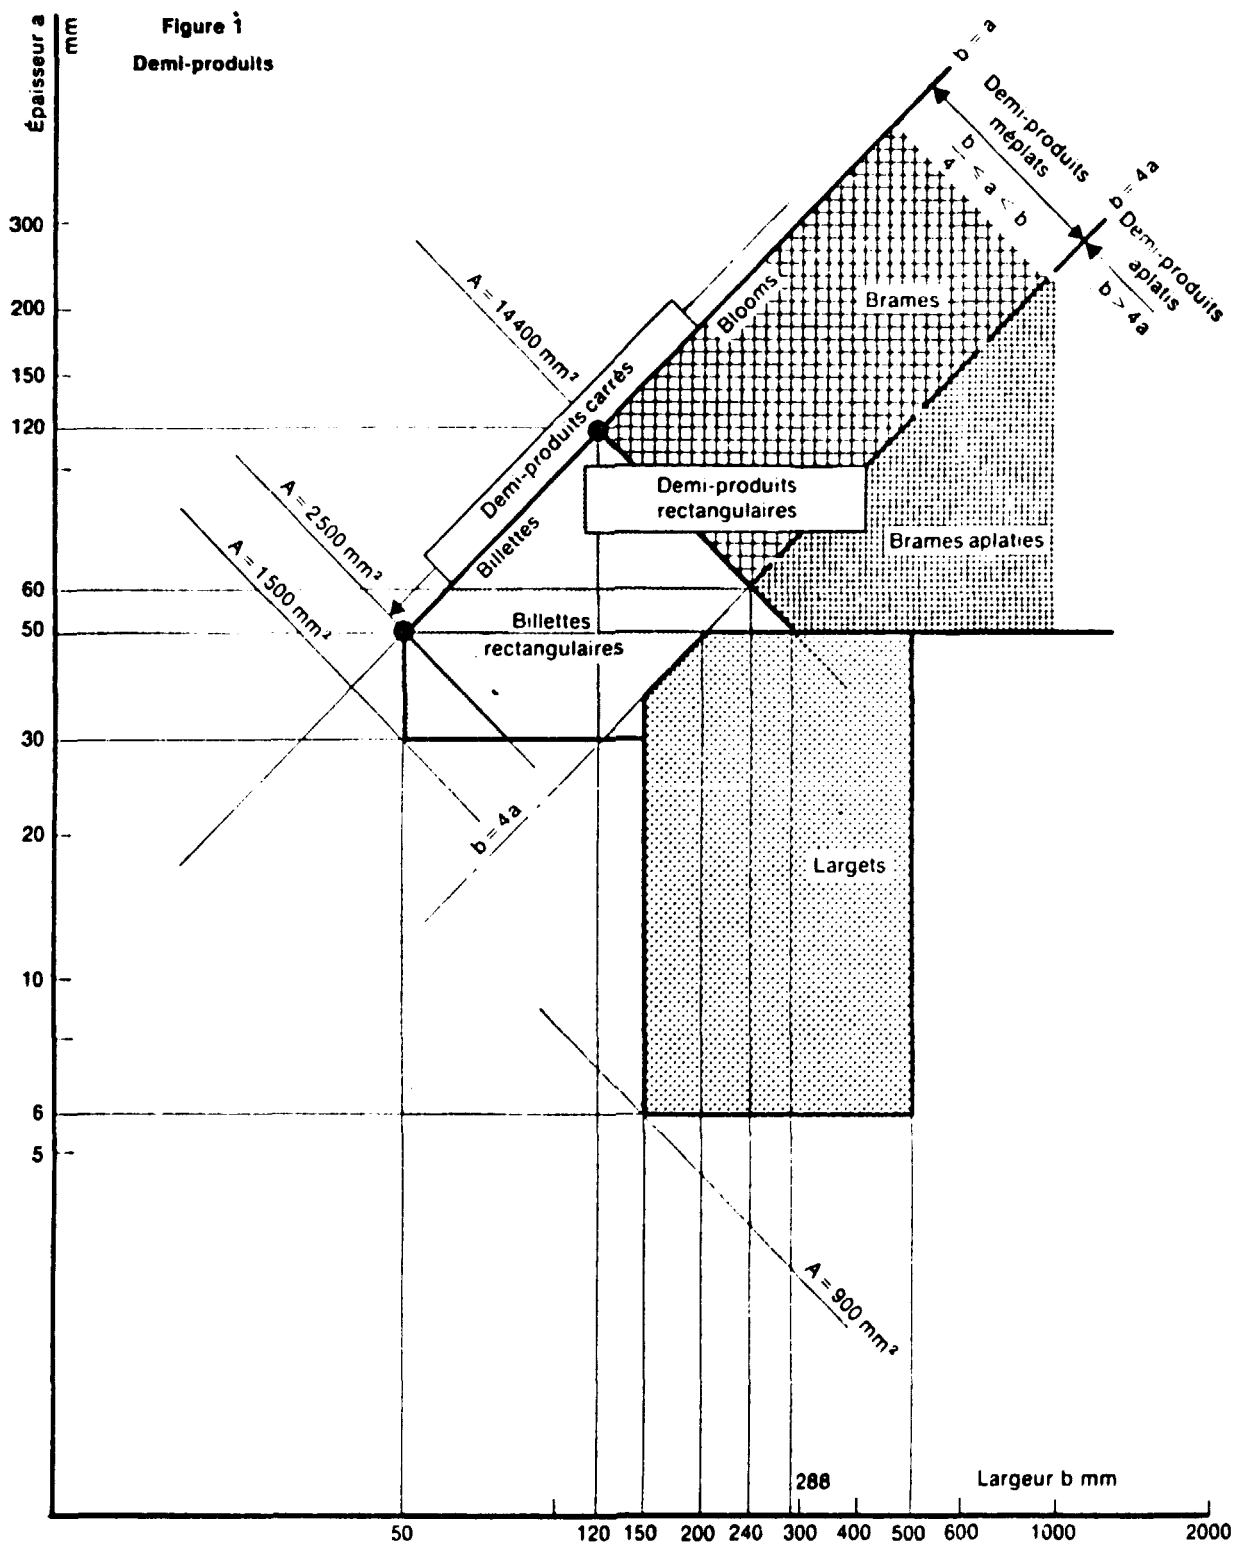 Figure 1
Demi-produits
Épaisseur a
mm
300
200
150
120
60
50
30
20
10
6
5
b = a
Demi-produits
méplats
b/4 ≤ a < b
b = 4a
Demi-produits
aplatis
b > 4a
A = 14400 mm²
A = 2500 mm²
A = 1500 mm²
Demi-produits carrés
Blooms
Billettes
Brames
Demi-produits
rectangulaires
Brames aplaties
Billettes
rectangulaires
b = 4a
Largets
A = 900 mm²
288
Largeur b mm
50 120 150 200 240 300 400 500 600 1000 2000